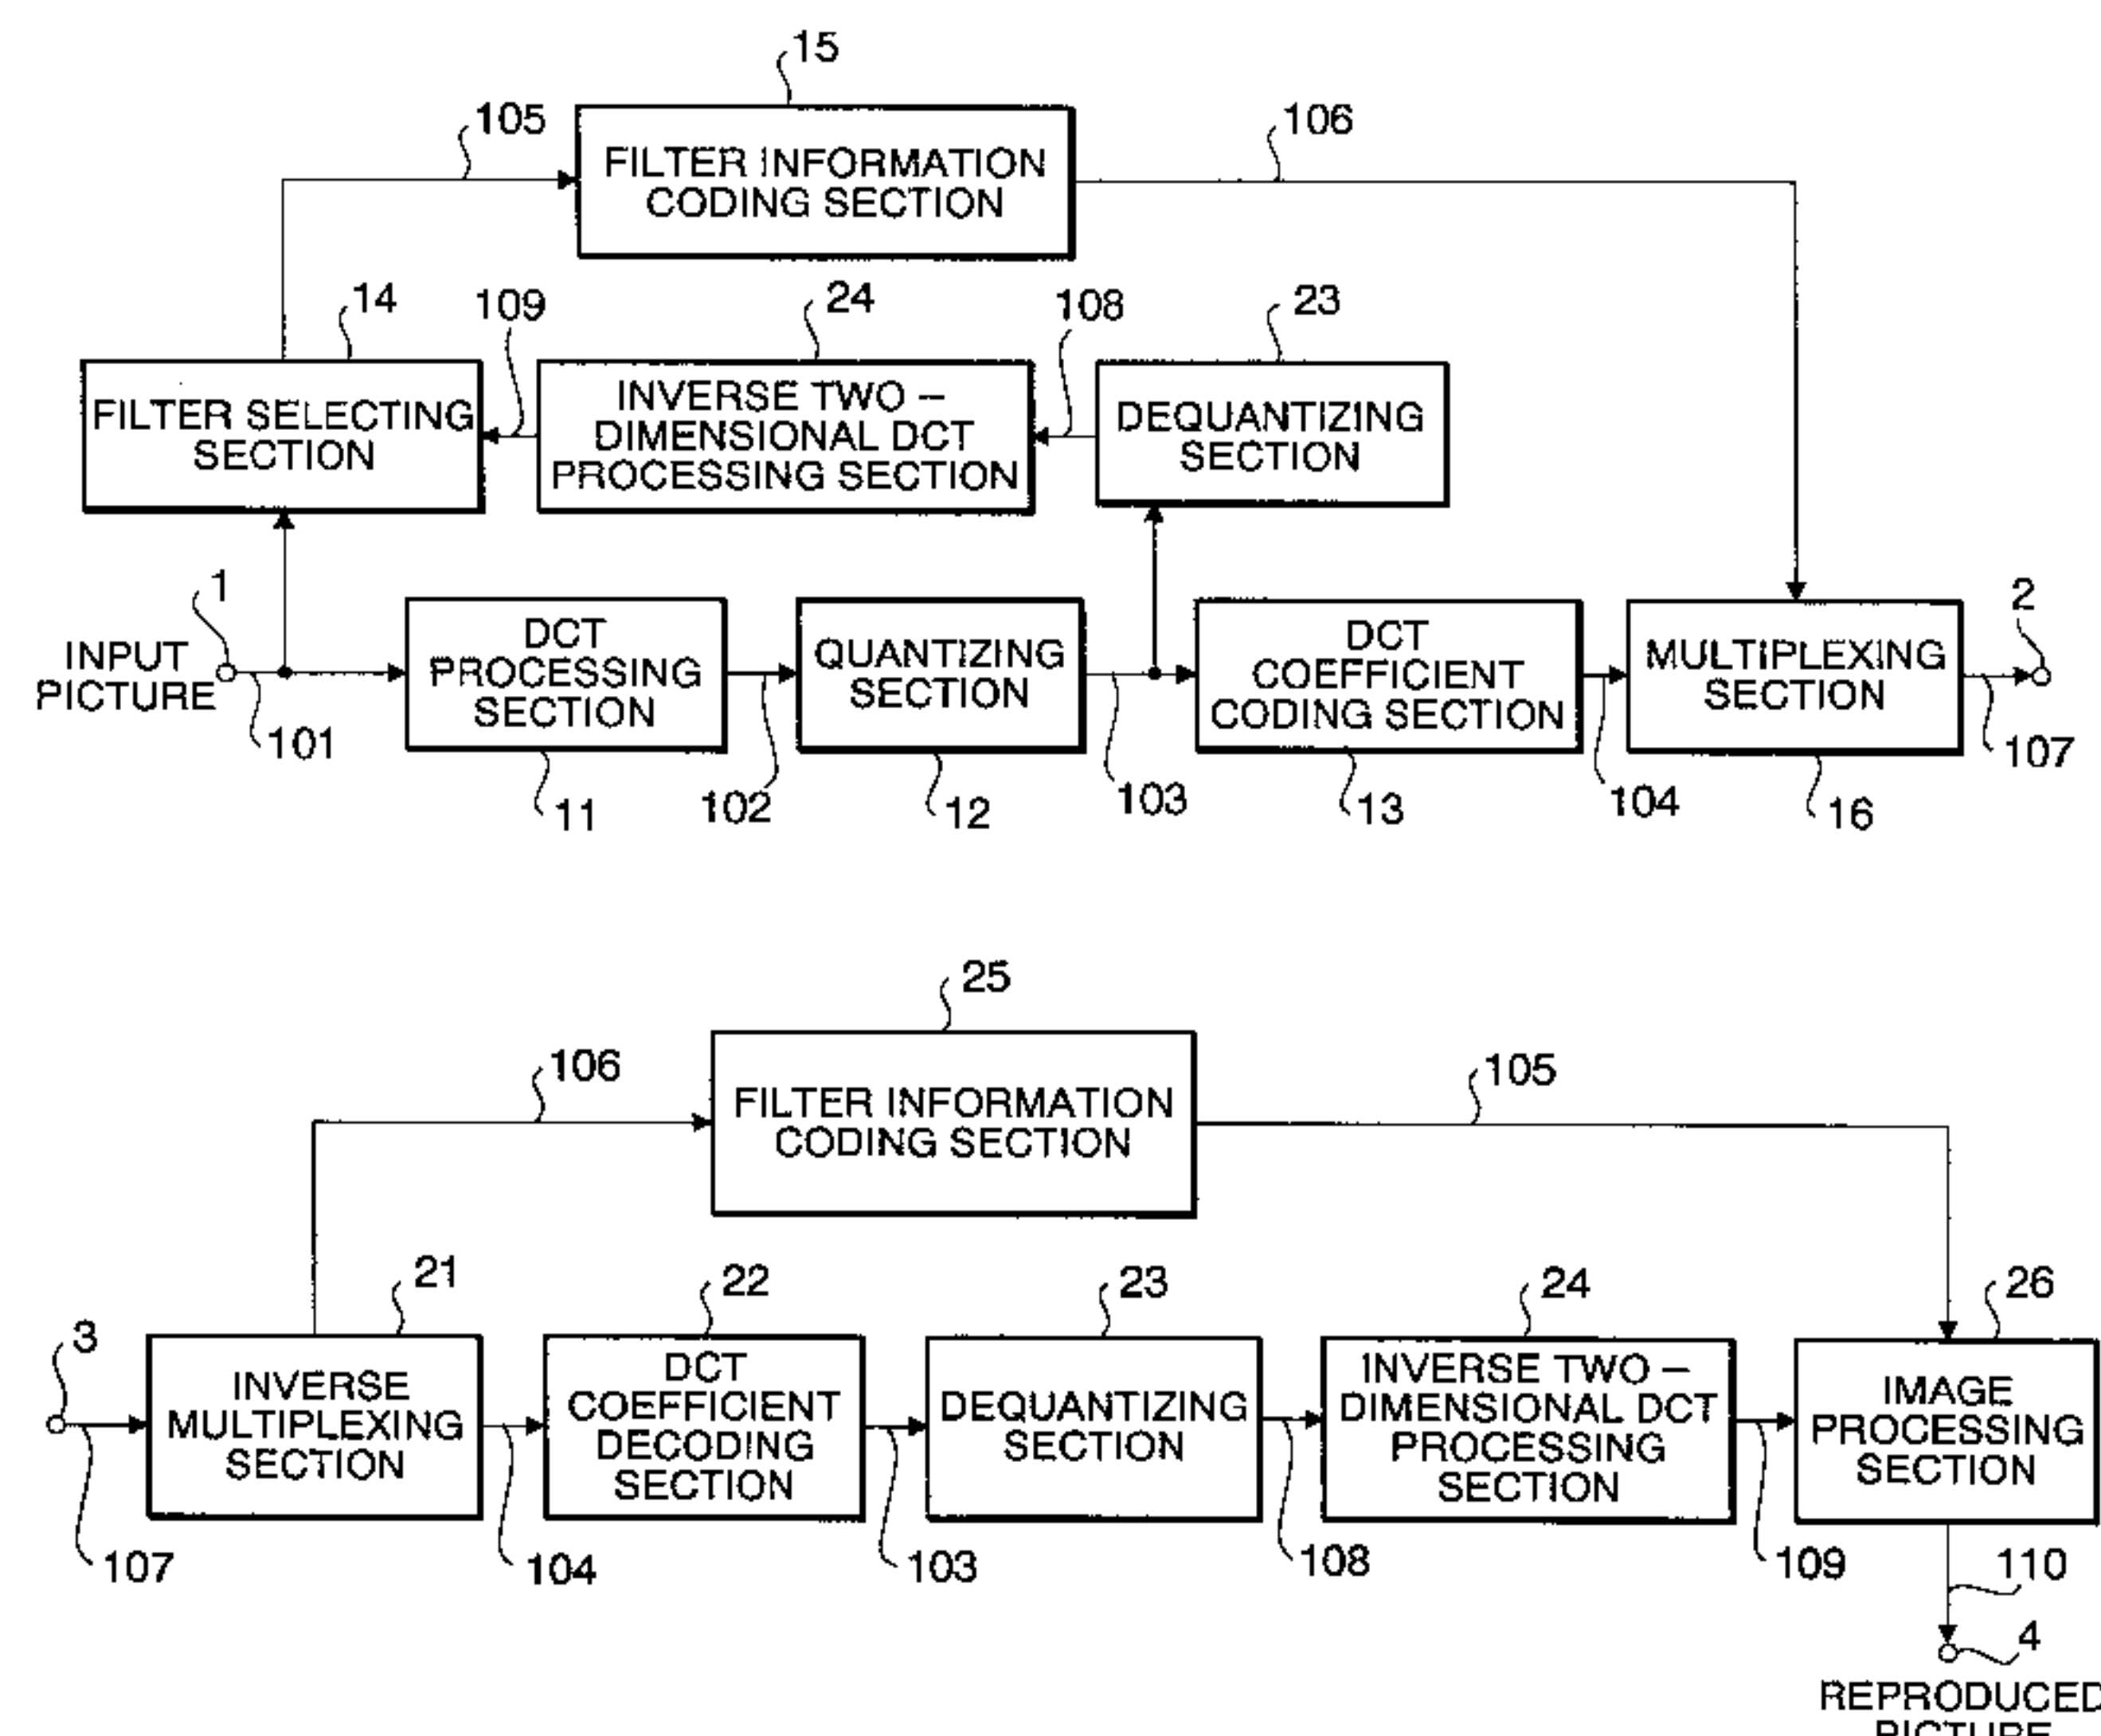 15
105
FILTER INFORMATION
CODING SECTION
106
14
109
24
108
23
FILTER SELECTING
SECTION
INVERSE TWO –
DIMENSIONAL DCT
PROCESSING SECTION
DEQUANTIZING
SECTION
1
INPUT
PICTURE
101
DCT
PROCESSING
SECTION
11
102
QUANTIZING
SECTION
12
103
DCT
COEFFICIENT
CODING SECTION
13
104
MULTIPLEXING
SECTION
16
2
107
25
106
FILTER INFORMATION
CODING SECTION
105
3
107
21
INVERSE
MULTIPLEXING
SECTION
104
22
DCT
COEFFICIENT
DECODING
SECTION
103
23
DEQUANTIZING
SECTION
108
24
INVERSE TWO –
DIMENSIONAL DCT
PROCESSING
SECTION
109
26
IMAGE
PROCESSING
SECTION
110
4
REPRODUCED
PICTURE